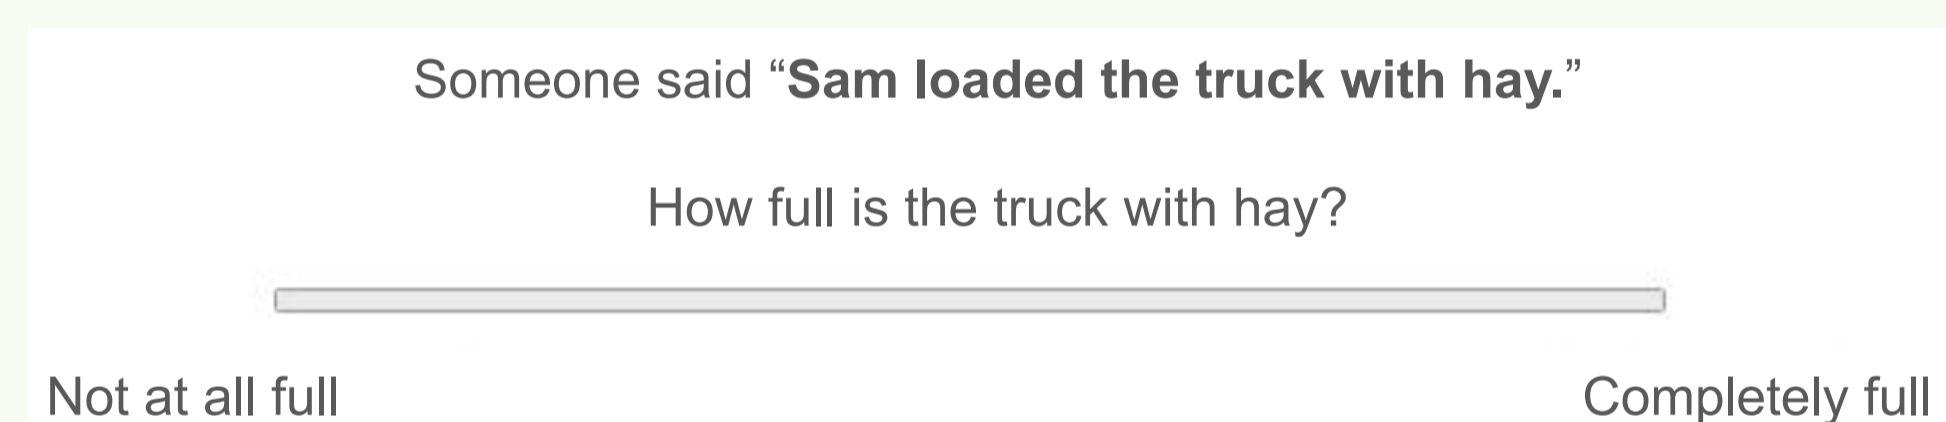 Someone said “Sam loaded the truck with hay.”
How full is the truck with hay?
Not at all full
Completely full